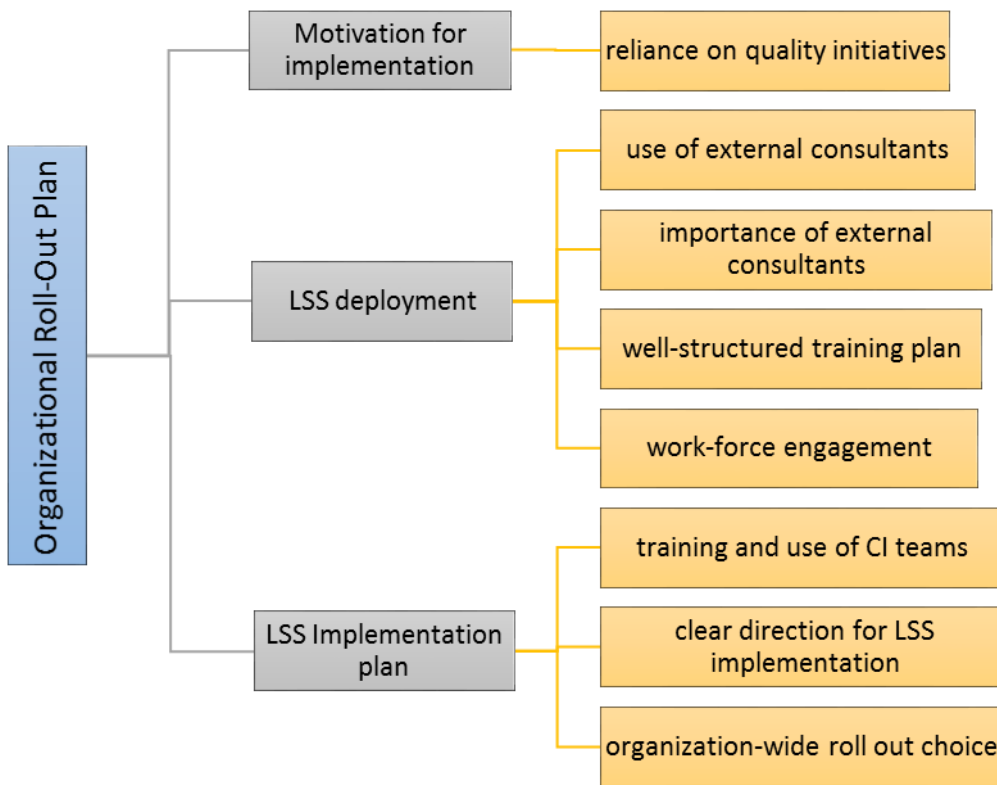 Organizational Roll-Out Plan
Motivation for
implementation
reliance on quality initiatives
LSS deployment
use of external consultants
importance of external
consultants
well-structured training plan
work-force engagement
LSS Implementation
plan
training and use of CI teams
clear direction for LSS
implementation
organization-wide roll out choice